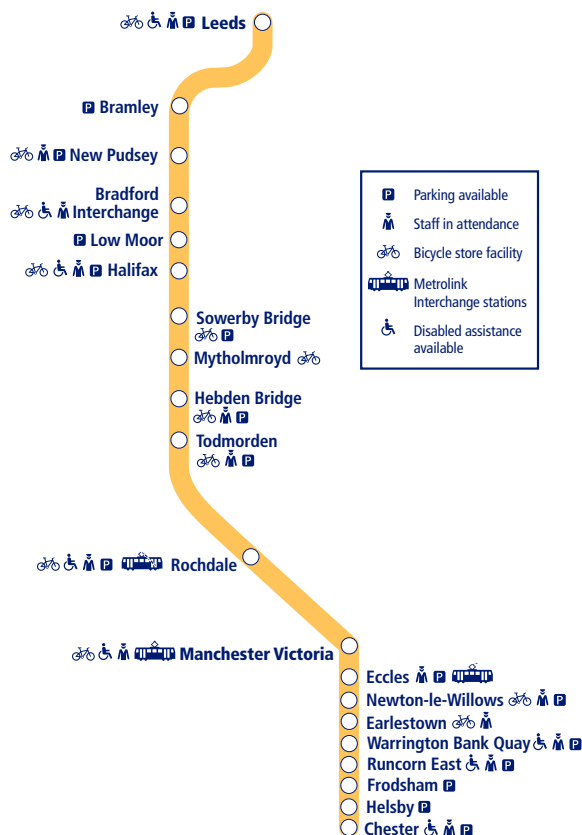 Leeds
P Bramley
New Pudsey
Bradford
Interchange
Low Moor
Halifax
Sowerby Bridge
Mytholmroyd
Hebden Bridge
Todmorden
Rochdale
Manchester Victoria
Eccles
Newton-le-Willows
Earlestown
Warrington Bank Quay
Runcorn East
Frodsham
Helsby
Chester
P Parking available
Staff in attendance
Bicycle store facility
Metrolink
Interchange stations
Disabled assistance
available